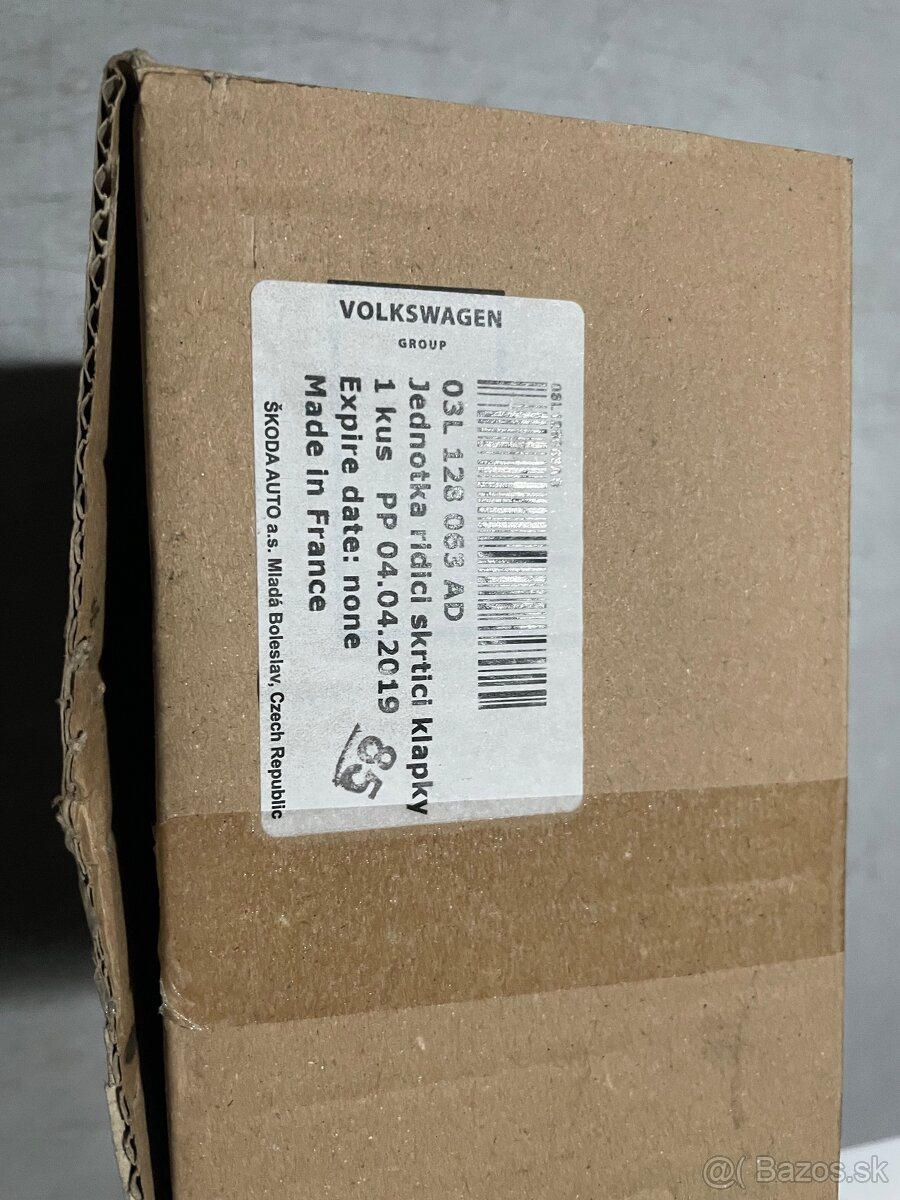 VOLKSWAGEN
GROUP
03L 128 063 AD
Jednotka ridici skrtici klapky
1 kus PP 04.04.2019
85
Expire date: none
Made in France
ŠKODA AUTO a.s. Mladá Boleslav, Czech Republic
@( Bazos.sk